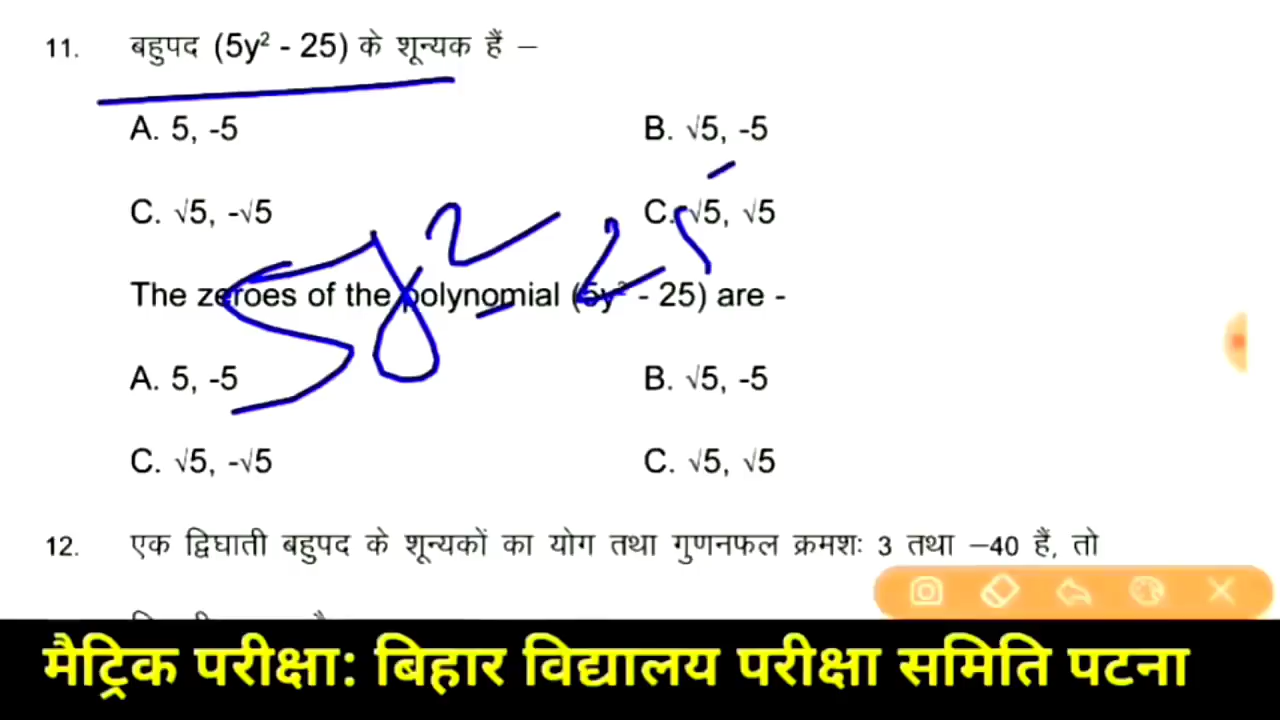 11. बहुपद (5y² - 25) के शून्यक हैं –
A. 5, -5 B. √5, -5
C. √5, -√5 C. √5, √5
5y² - 25
The zeroes of the polynomial (5y² - 25) are -
A. 5, -5 B. √5, -5
C. √5, -√5 C. √5, √5
12. एक द्विघाती बहुपद के शून्यकों का योग तथा गुणनफल क्रमशः 3 तथा –40 हैं, तो
मैट्रिक परीक्षा: बिहार विद्यालय परीक्षा समिति पटना